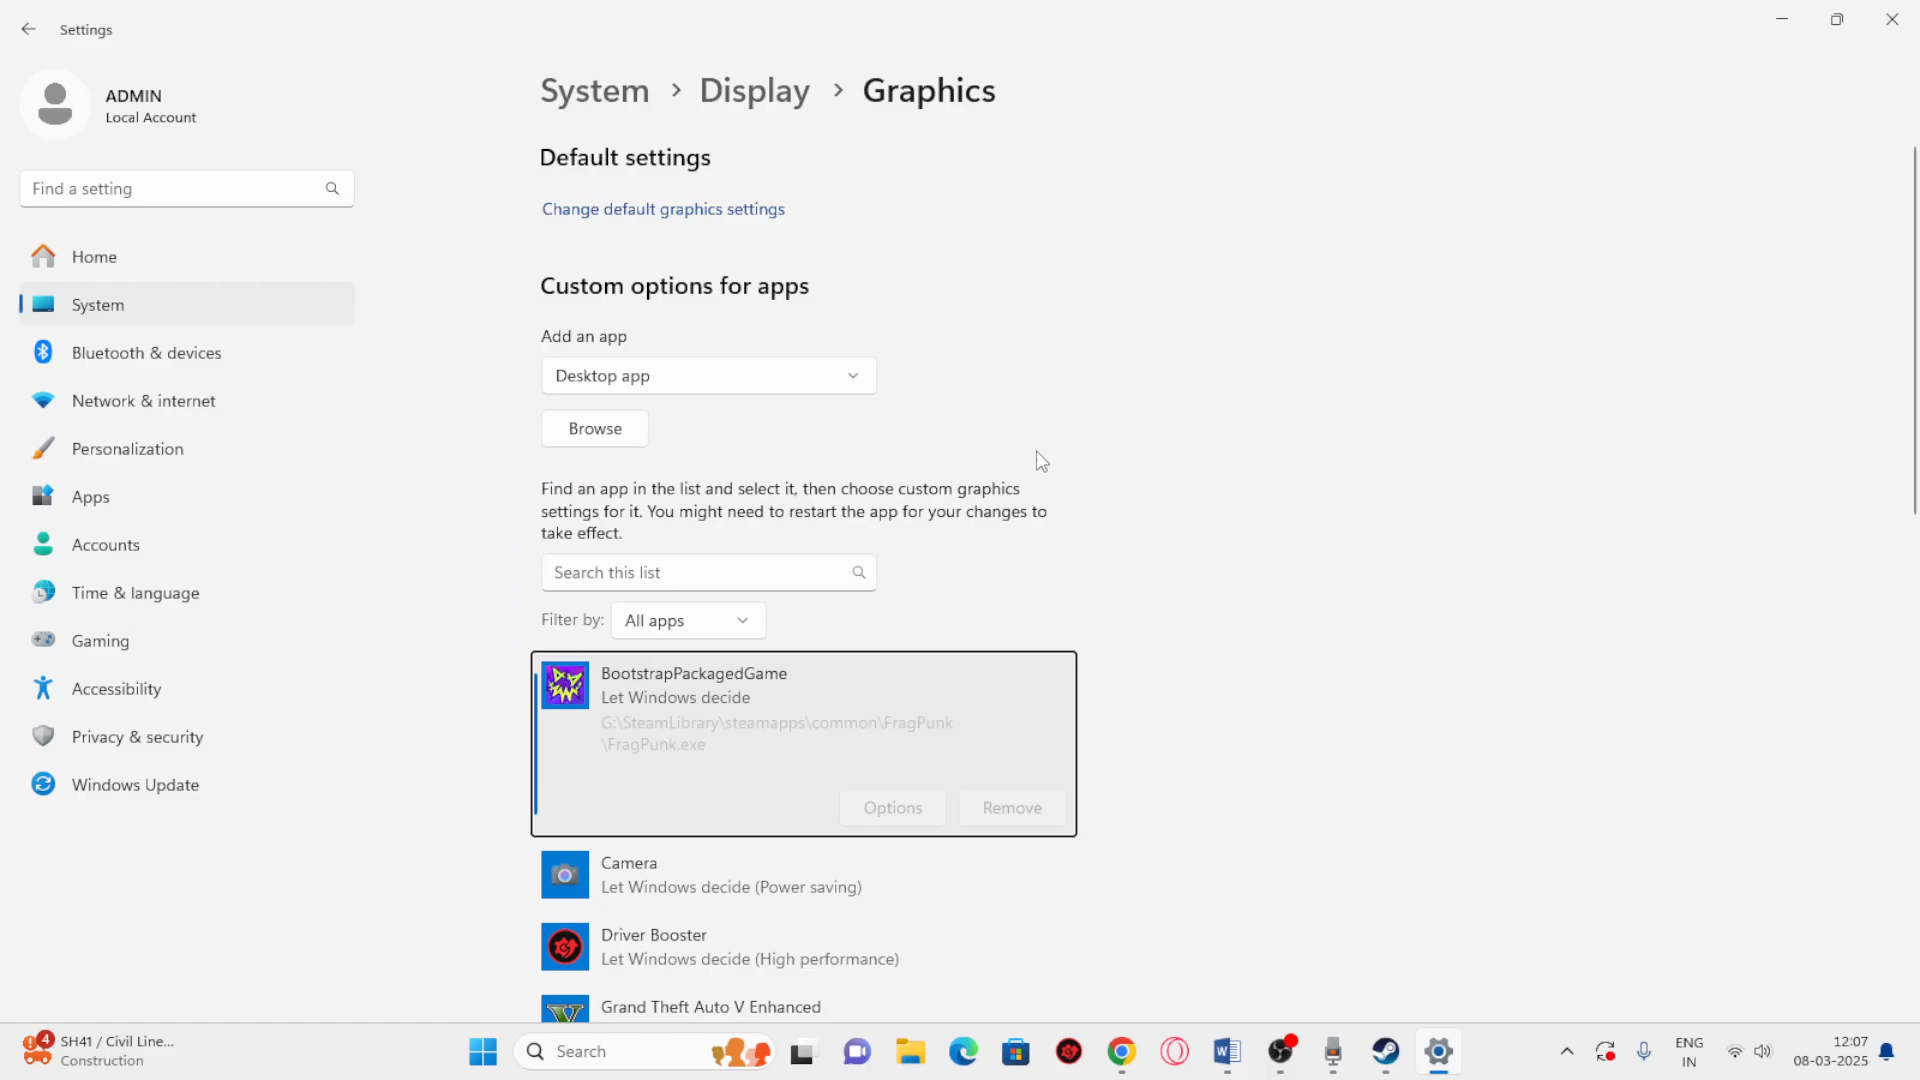 Settings
ADMIN
Local Account
Find a setting
Home
System
Bluetooth & devices
Network & internet
Personalization
Apps
Accounts
Time & language
Gaming
Accessibility
Privacy & security
Windows Update
System > Display > Graphics
Default settings
Change default graphics settings
Custom options for apps
Add an app
Desktop app
Browse
Find an app in the list and select it, then choose custom graphics
settings for it. You might need to restart the app for your changes to
take effect.
Search this list
Filter by: All apps
BootstrapPackagedGame
Let Windows decide
G:\SteamLibrary\steamapps\common\FragPunk
\FragPunk.exe
Options Remove
Camera
Let Windows decide (Power saving)
Driver Booster
Let Windows decide (High performance)
Grand Theft Auto V Enhanced
4
SH41 / Civil Line...
Construction
Search
ENG
IN
12:07
08-03-2025